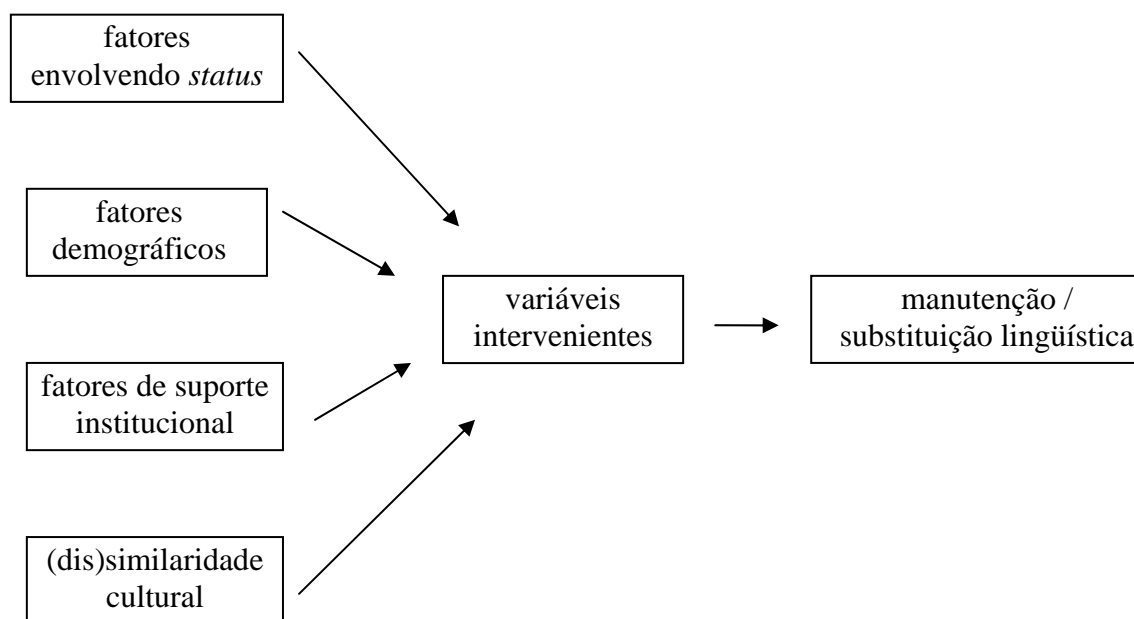 fatores
envolvendo status
fatores
demográficos
fatores de suporte
institucional
(dis)similaridade
cultural
variáveis
intervenientes
manutenção /
substituição lingüística